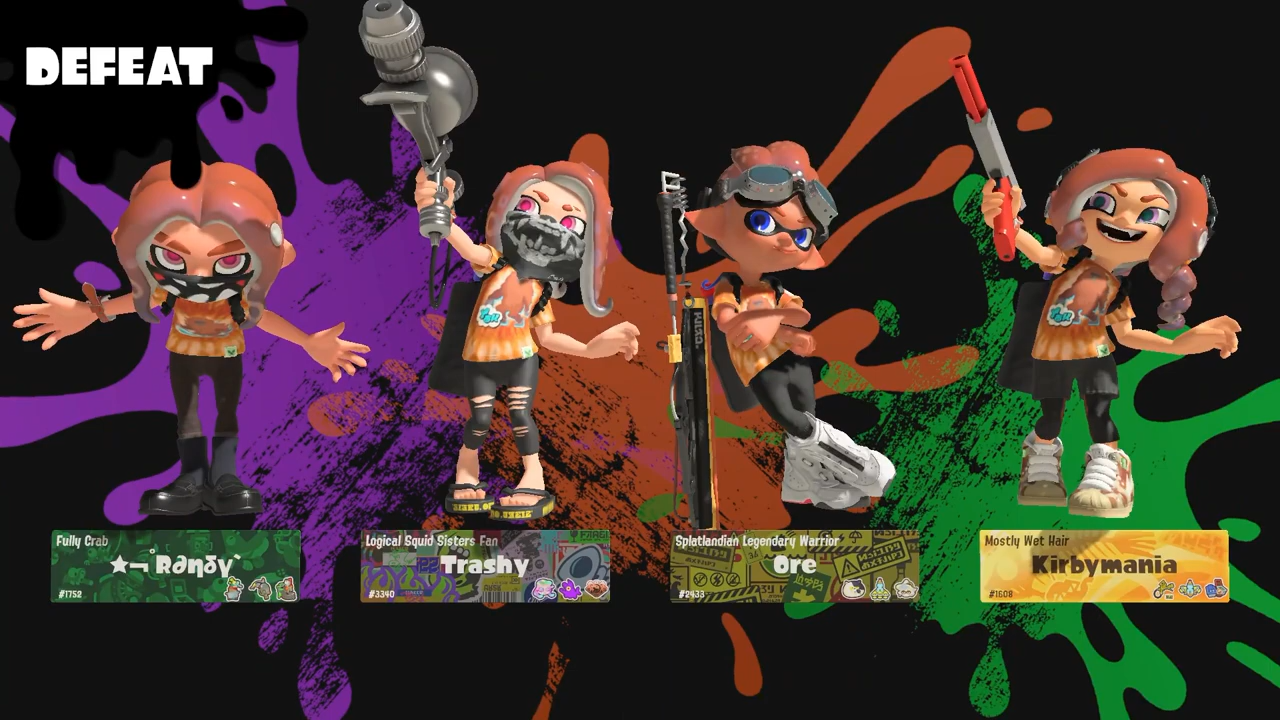 DEFEAT
Fully Crab
★¬ R∂ηδγ˜
#1752
Logical Squid Sisters Fan
Trashy
#3340
Splatlandian Legendary Warrior
Ore
#2433
Mostly Wet Hair
Kirbymania
#1608